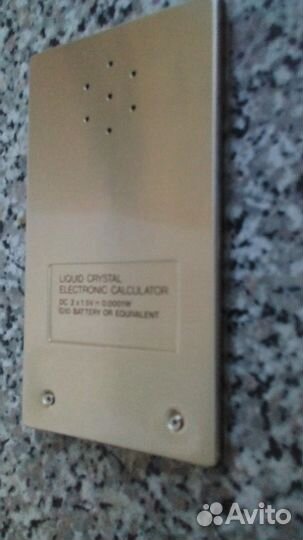 LIQUID CRYSTAL
ELECTRONIC CALCULATOR
DC 2 x 1.5V = 0.0001W
G10 BATTERY OR EQUIVALENT
Avito